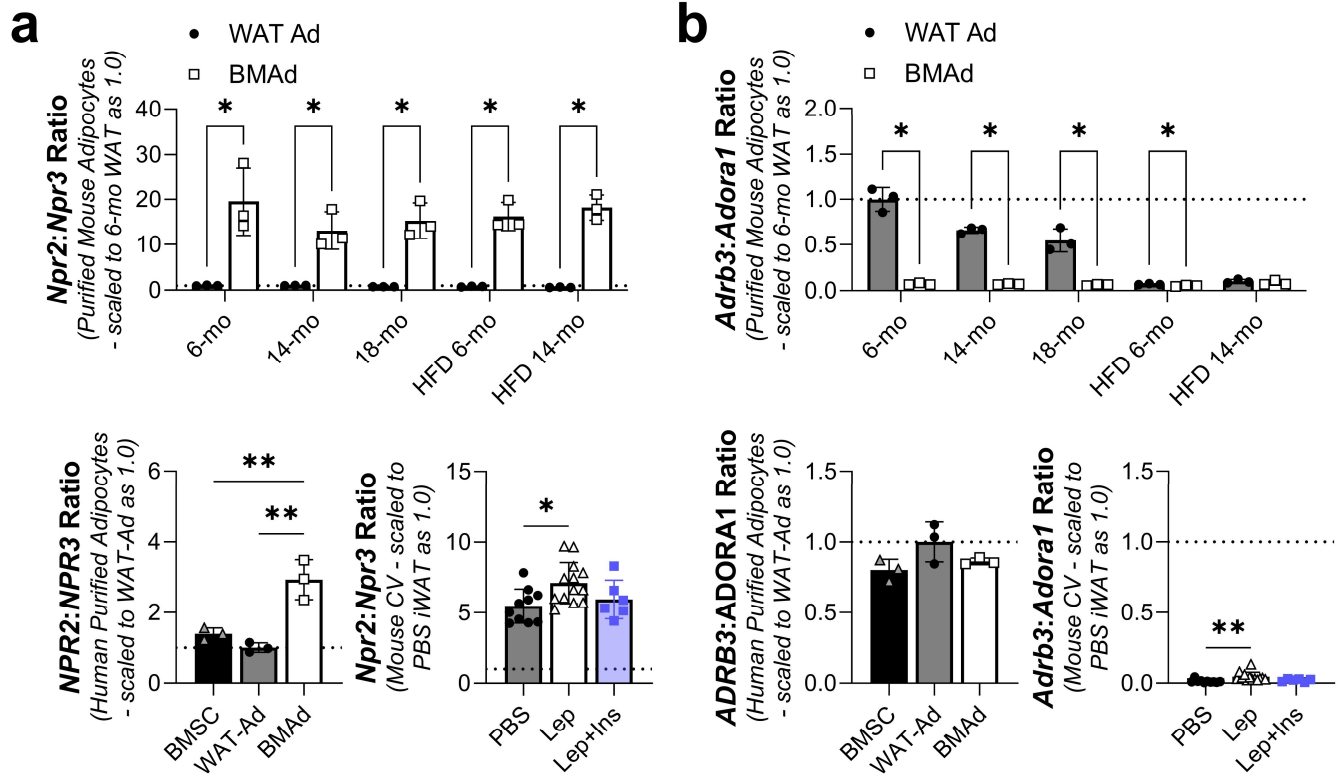 a
WAT Ad
BMAd
Npr2:Npr3 Ratio
(Purified Mouse Adipocytes
- scaled to 6-mo WAT as 1.0)
40
30
20
10
0
* * * * *
6-mo
14-mo
18-mo
HFD 6-mo
HFD 14-mo
NPR2:NPR3 Ratio
(Human Purified Adipocytes
- scaled to WAT-Ad as 1.0)
6
4
2
0
**
**
BMSC
WAT-Ad
BMAd
Npr2:Npr3 Ratio
(Mouse CV - scaled to
PBS iWAT as 1.0)
15
10
5
0
*
PBS
Lep
Lep+Ins
b
WAT Ad
BMAd
Adrb3:Adora1 Ratio
(Purified Mouse Adipocytes
- scaled to 6-mo WAT as 1.0)
2.0
1.5
1.0
0.5
0.0
* * * *
6-mo
14-mo
18-mo
HFD 6-mo
HFD 14-mo
ADRB3:ADORA1 Ratio
(Human Purified Adipocytes
- scaled to WAT-Ad as 1.0)
1.5
1.0
0.5
0.0
BMSC
WAT-Ad
BMAd
Adrb3:Adora1 Ratio
(Mouse CV - scaled to
PBS iWAT as 1.0)
1.5
1.0
0.5
0.0
**
PBS
Lep
Lep+Ins